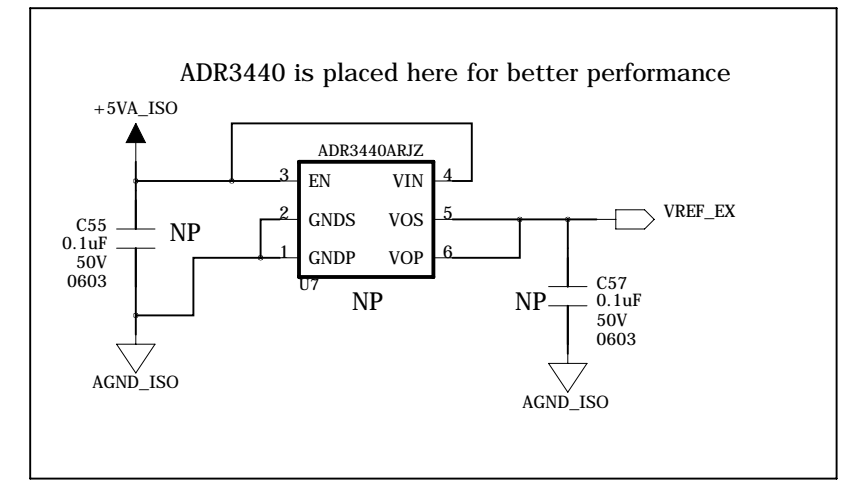 ADR3440 is placed here for better performance
+5VA_ISO
ADR3440ARJZ
3 EN VIN 4
2 GNDS VOS 5
1 GNDP VOP 6
U7
NP
C55
0.1uF
50V
0603
NP
AGND_ISO
VREF_EX
NP
C57
0.1uF
50V
0603
AGND_ISO